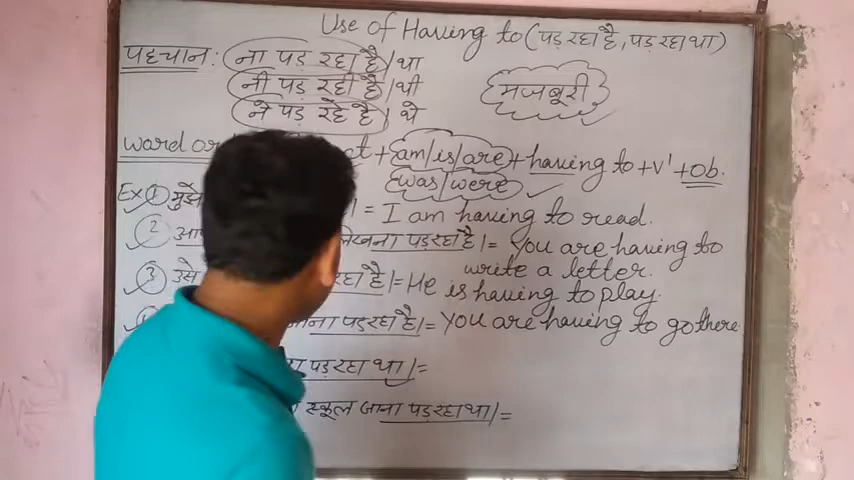 Use of Having to (पड़ रहा है, पड़ रहा था)
पहचान: ना पड़ रहा है / था
नी पड़ रही है / थी
ने पड़ रहे हैं / थे
मजबूरी
word + am/is/are + having to + V¹ + ob.
was/were
Ex ① मुझे = I am having to read.
② लिखना पड़ रहा है। = You are having to
write a letter.
③ उसे रहा है। = He is having to play.
जाना पड़ रहा है। = You are having to go there
पड़ रहा था। =
स्कूल जाना पड़ रहा था। =